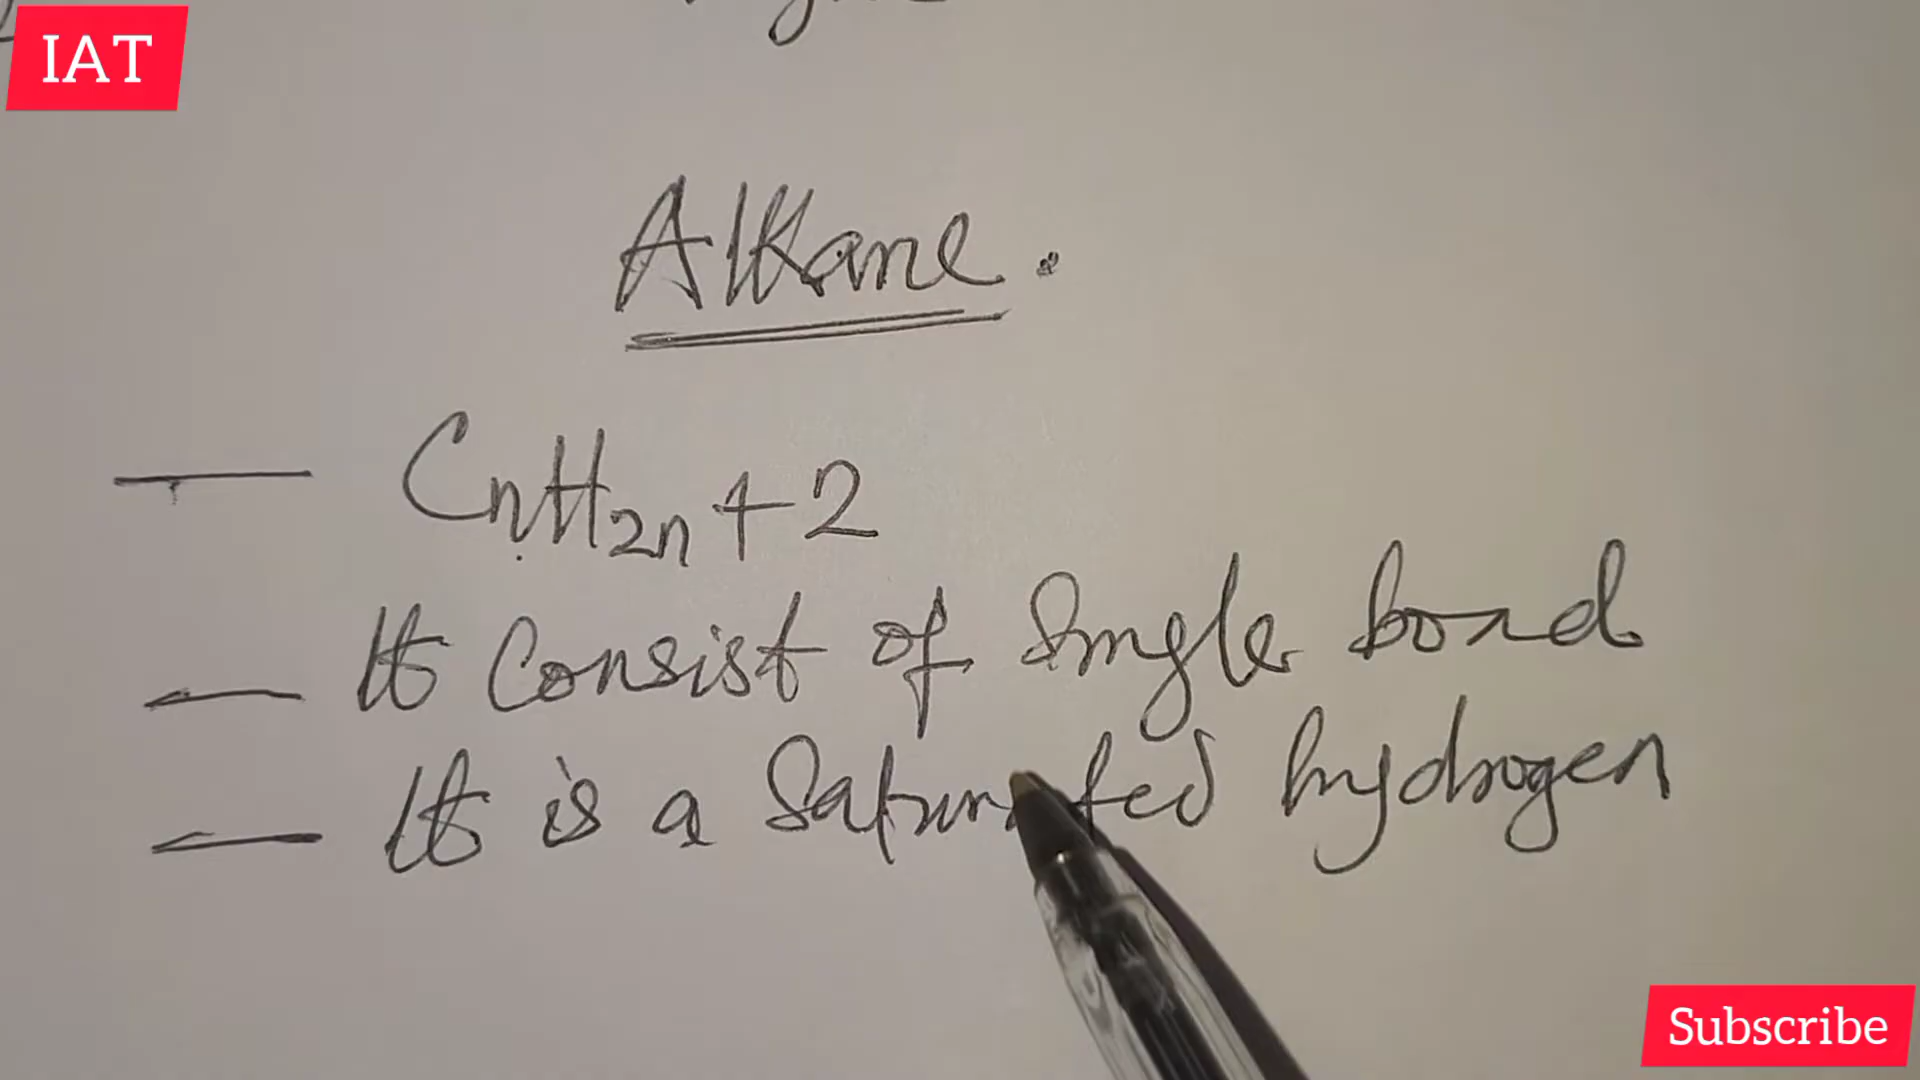 IAT
Alkane.
CnH2n+2
It Consist of Single bond
It is a Saturated hydrogen
Subscribe